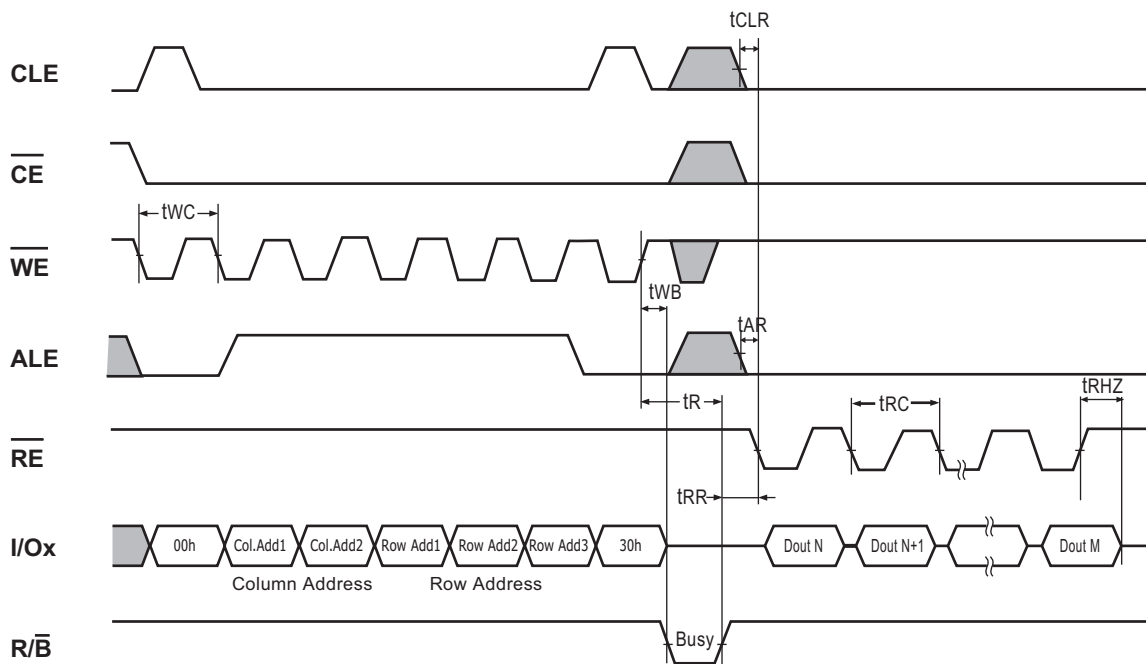 tCLR
CLE
CE
tWC
WE
tWB
tAR
ALE
tR
tRC
tRHZ
RE
tRR
I/Ox
00h
Col.Add1
Col.Add2
Row Add1
Row Add2
Row Add3
30h
Dout N
Dout N+1
Dout M
Column Address
Row Address
Busy
R/B